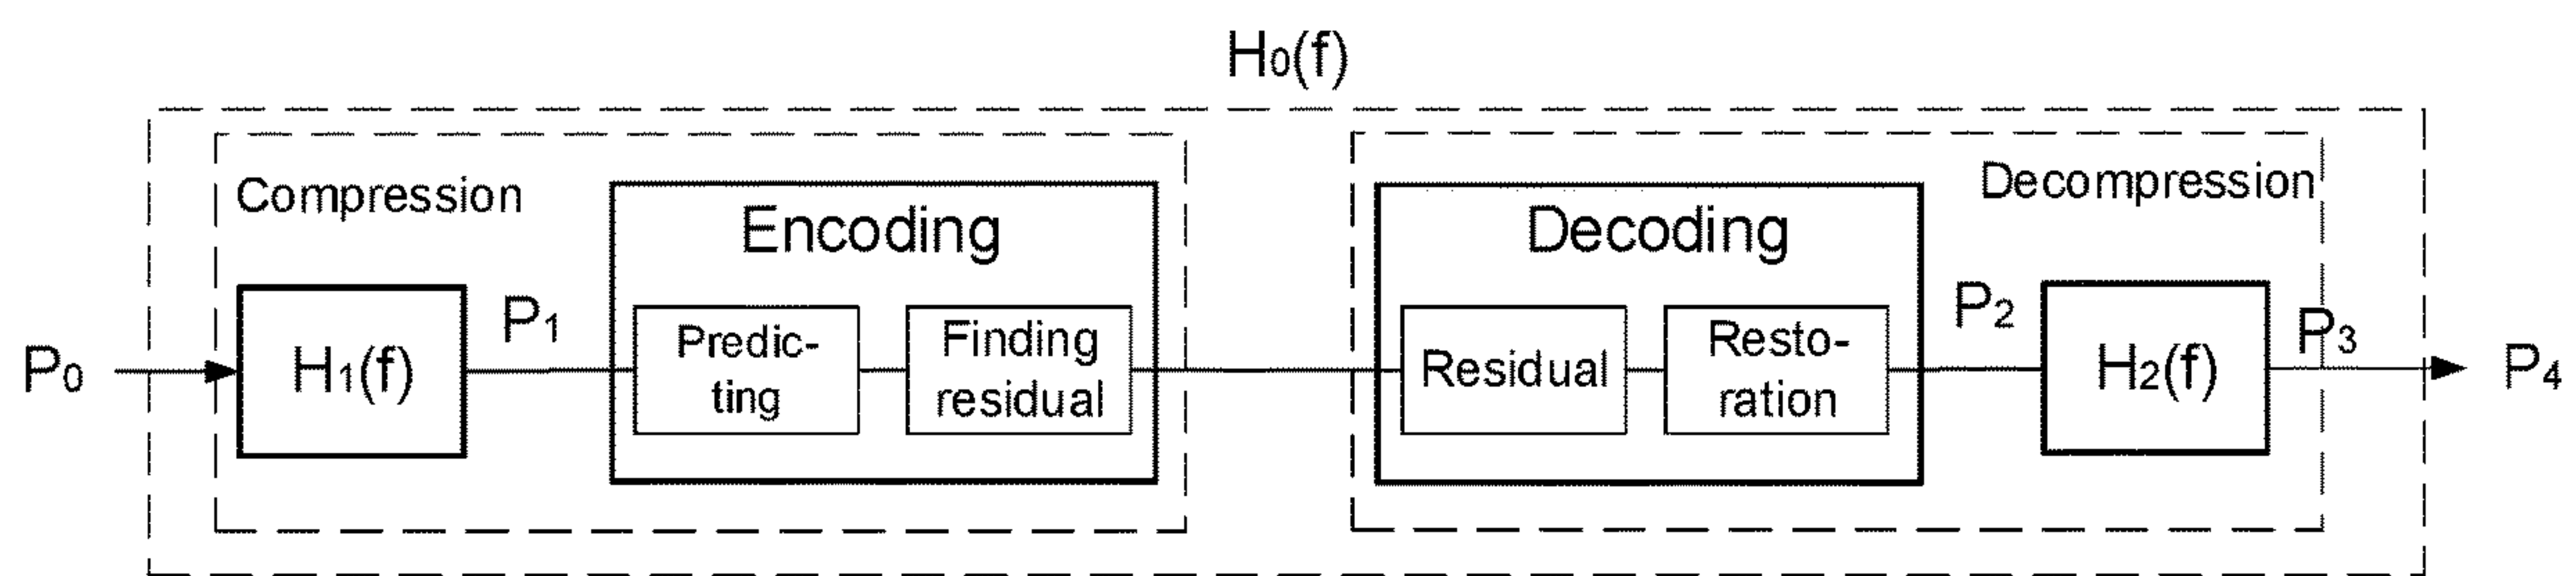 H₀(f)
Compression
Encoding
Decoding
Decompression
P₀
H₁(f)
P₁
Predic-
ting
Finding
residual
Residual
Resto-
ration
P₂
H₂(f)
P₃
P₄